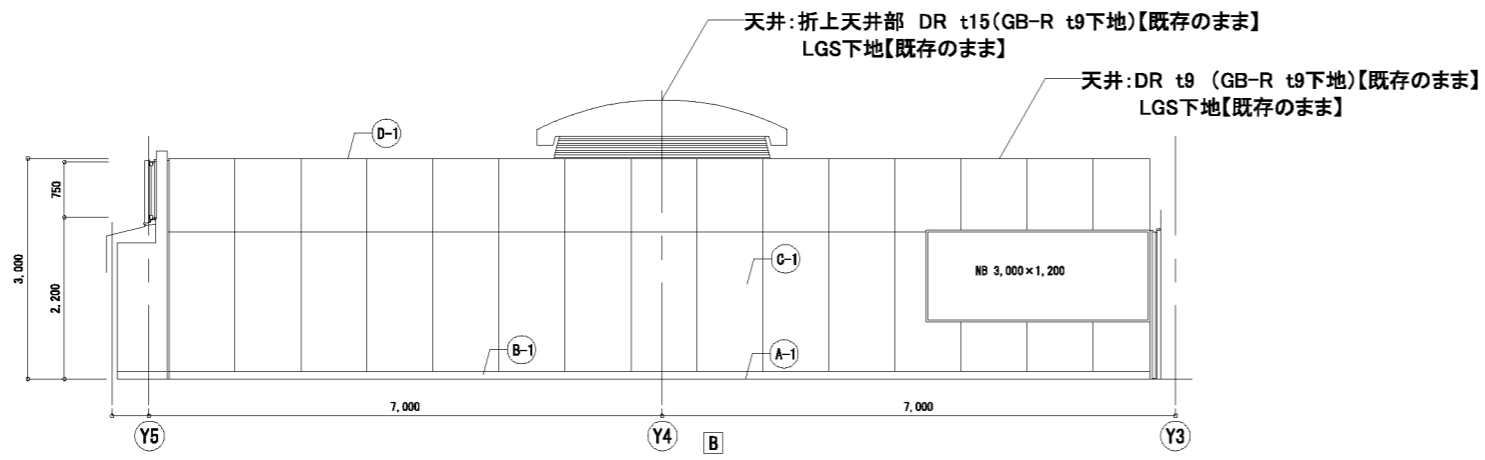 天井：折上天井部 DR t15(GB-R t9下地)【既存のまま】
LGS下地【既存のまま】
天井：DR t9 (GB-R t9下地)【既存のまま】
LGS下地【既存のまま】
D-1
750
3,000
2,200
C-1
NB 3,000×1,200
B-1
A-1
7,000
7,000
Y5
Y4
B
Y3